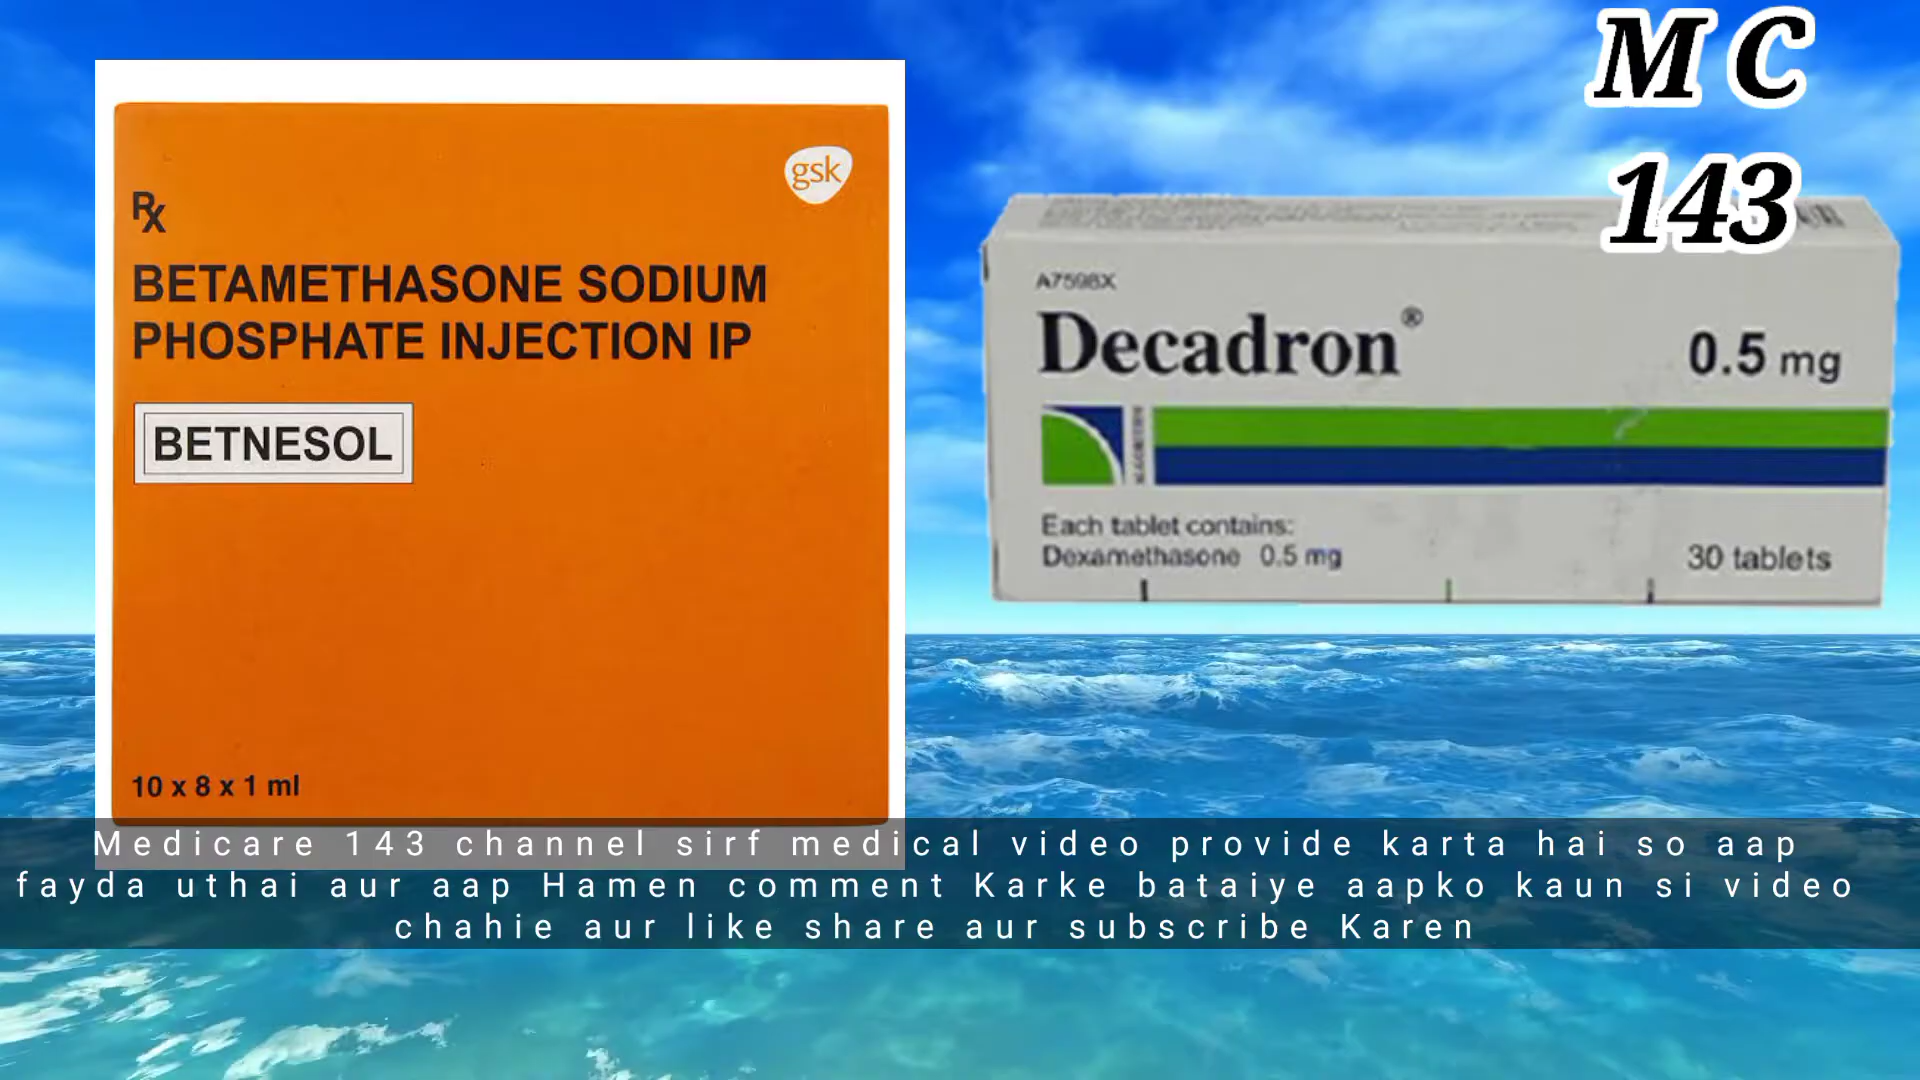 M C
143
gsk
Rx
BETAMETHASONE SODIUM
PHOSPHATE INJECTION IP
BETNESOL
10 x 8 x 1 ml
A7598X
Decadron®
0.5 mg
Each tablet contains:
Dexamethasone 0.5 mg
30 tablets
Medicare 143 channel sirf medical video provide karta hai so aap
fayda uthai aur aap Hamen comment Karke bataiye aapko kaun si video
chahie aur like share aur subscribe Karen